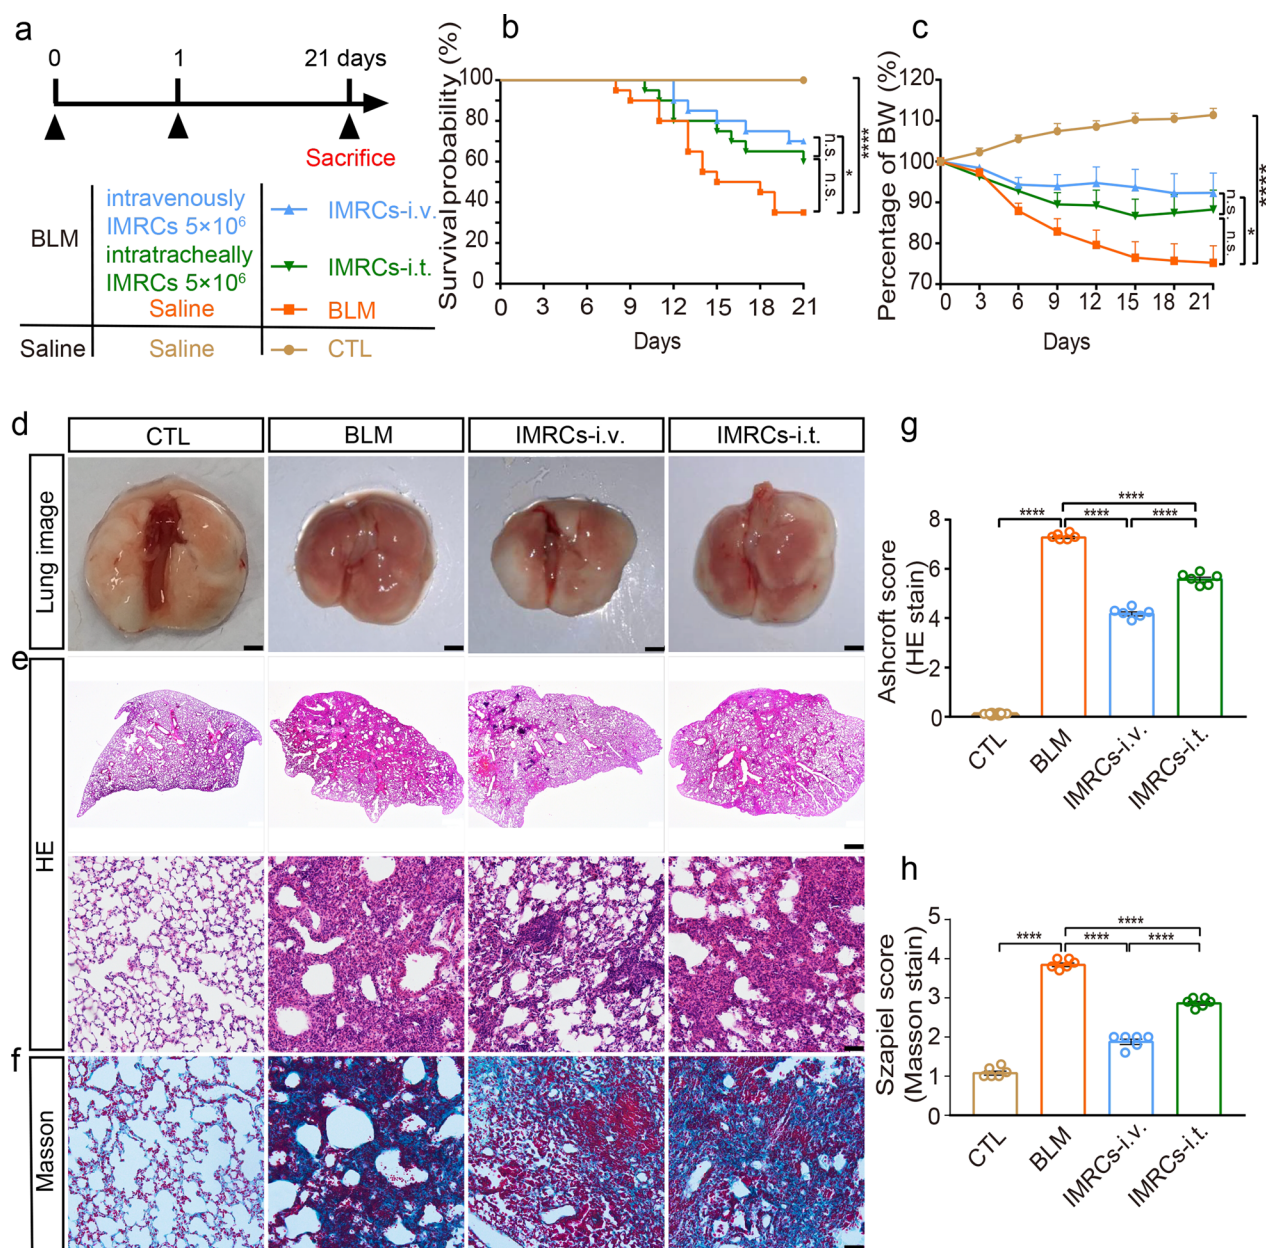 a
0 1 21 days
Sacrifice
BLM
intravenously
IMRCs 5×10⁶
intratracheally
IMRCs 5×10⁶
Saline
Saline
Saline
IMRCs-i.v.
IMRCs-i.t.
BLM
CTL
b
Survival probability (%)
100
80
60
40
20
0
0 3 6 9 12 15 18 21
Days
n.s.
n.s.
*
****
c
Percentage of BW (%)
120
110
100
90
80
70
0 3 6 9 12 15 18 21
Days
n.s.
n.s.
*
****
d
CTL BLM IMRCs-i.v. IMRCs-i.t.
Lung image
e
HE
f
Masson
g
Ashcroft score
(HE stain)
8
6
4
2
0
****
**** **** ****
CTL
BLM
IMRCs-i.v.
IMRCs-i.t.
h
Szapiel score
(Masson stain)
5
4
3
2
1
0
****
**** **** ****
CTL
BLM
IMRCs-i.v.
IMRCs-i.t.